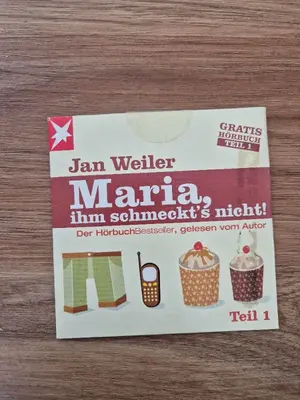 GRATIS
HÖRBUCH
TEIL 1
Jan Weiler
Maria,
ihm schmeckt's nicht!
Der HörbuchBestseller, gelesen vom Autor
Teil 1